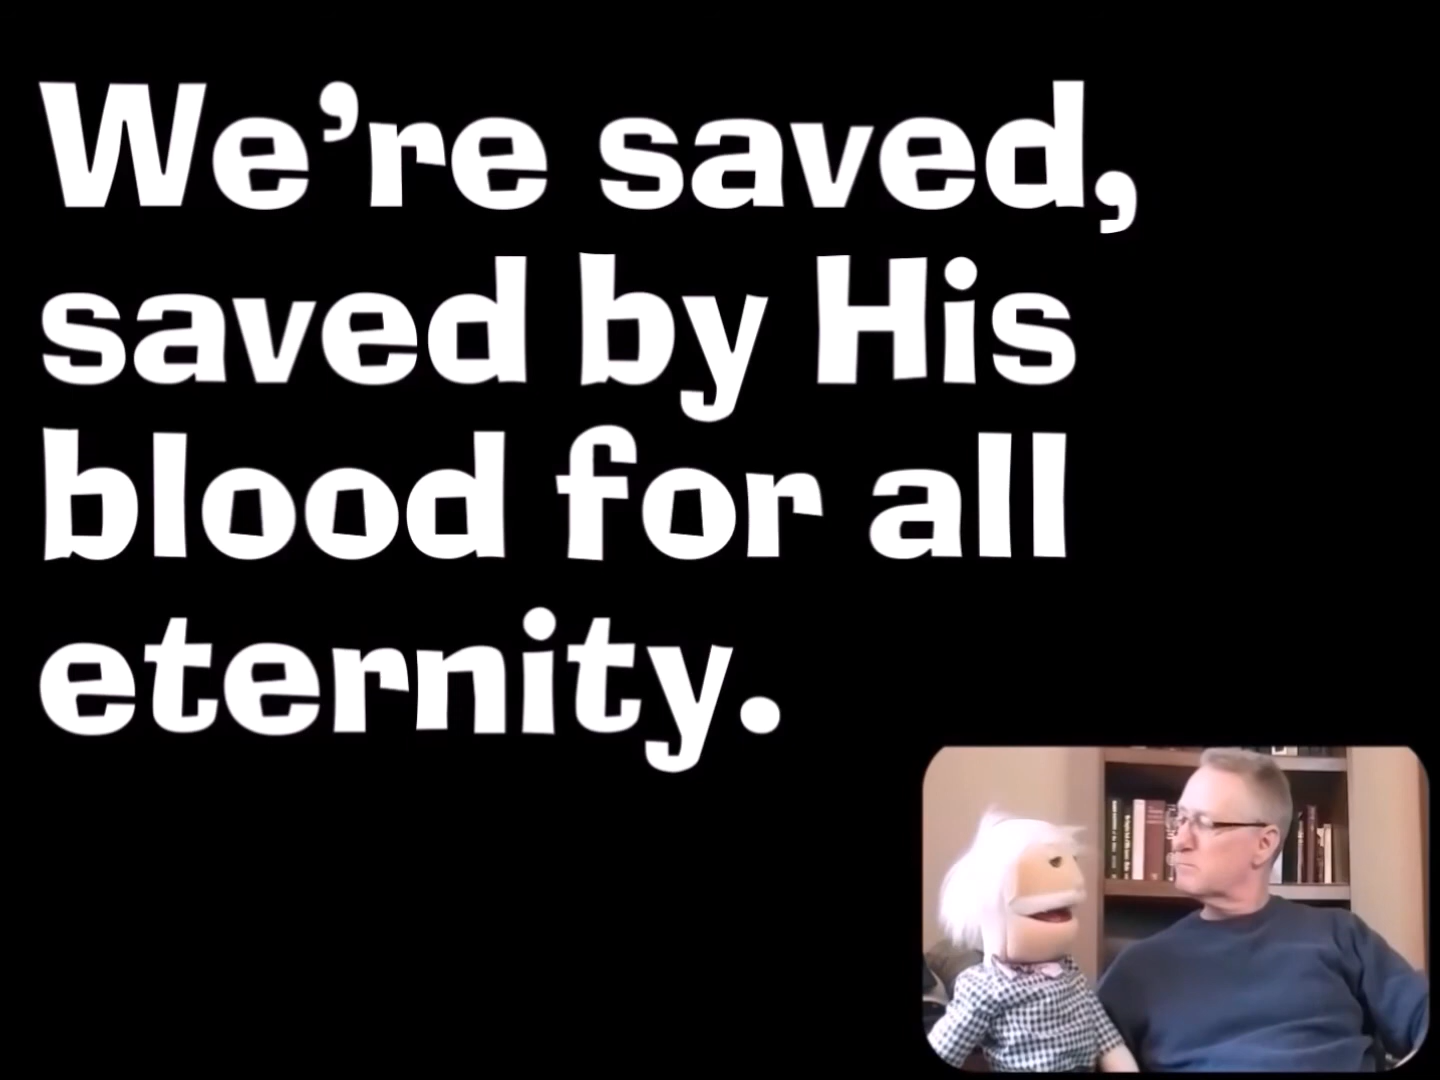 We’re saved,
saved by His
blood for all
eternity.